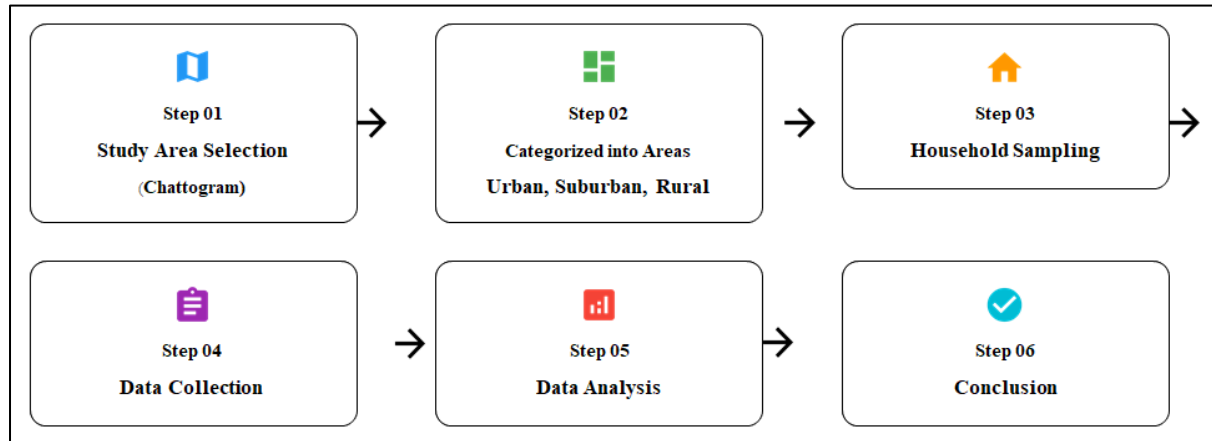 Step 01
Study Area Selection
(Chattogram)
Step 02
Categorized into Areas
Urban, Suburban, Rural
Step 03
Household Sampling
Step 04
Data Collection
Step 05
Data Analysis
Step 06
Conclusion